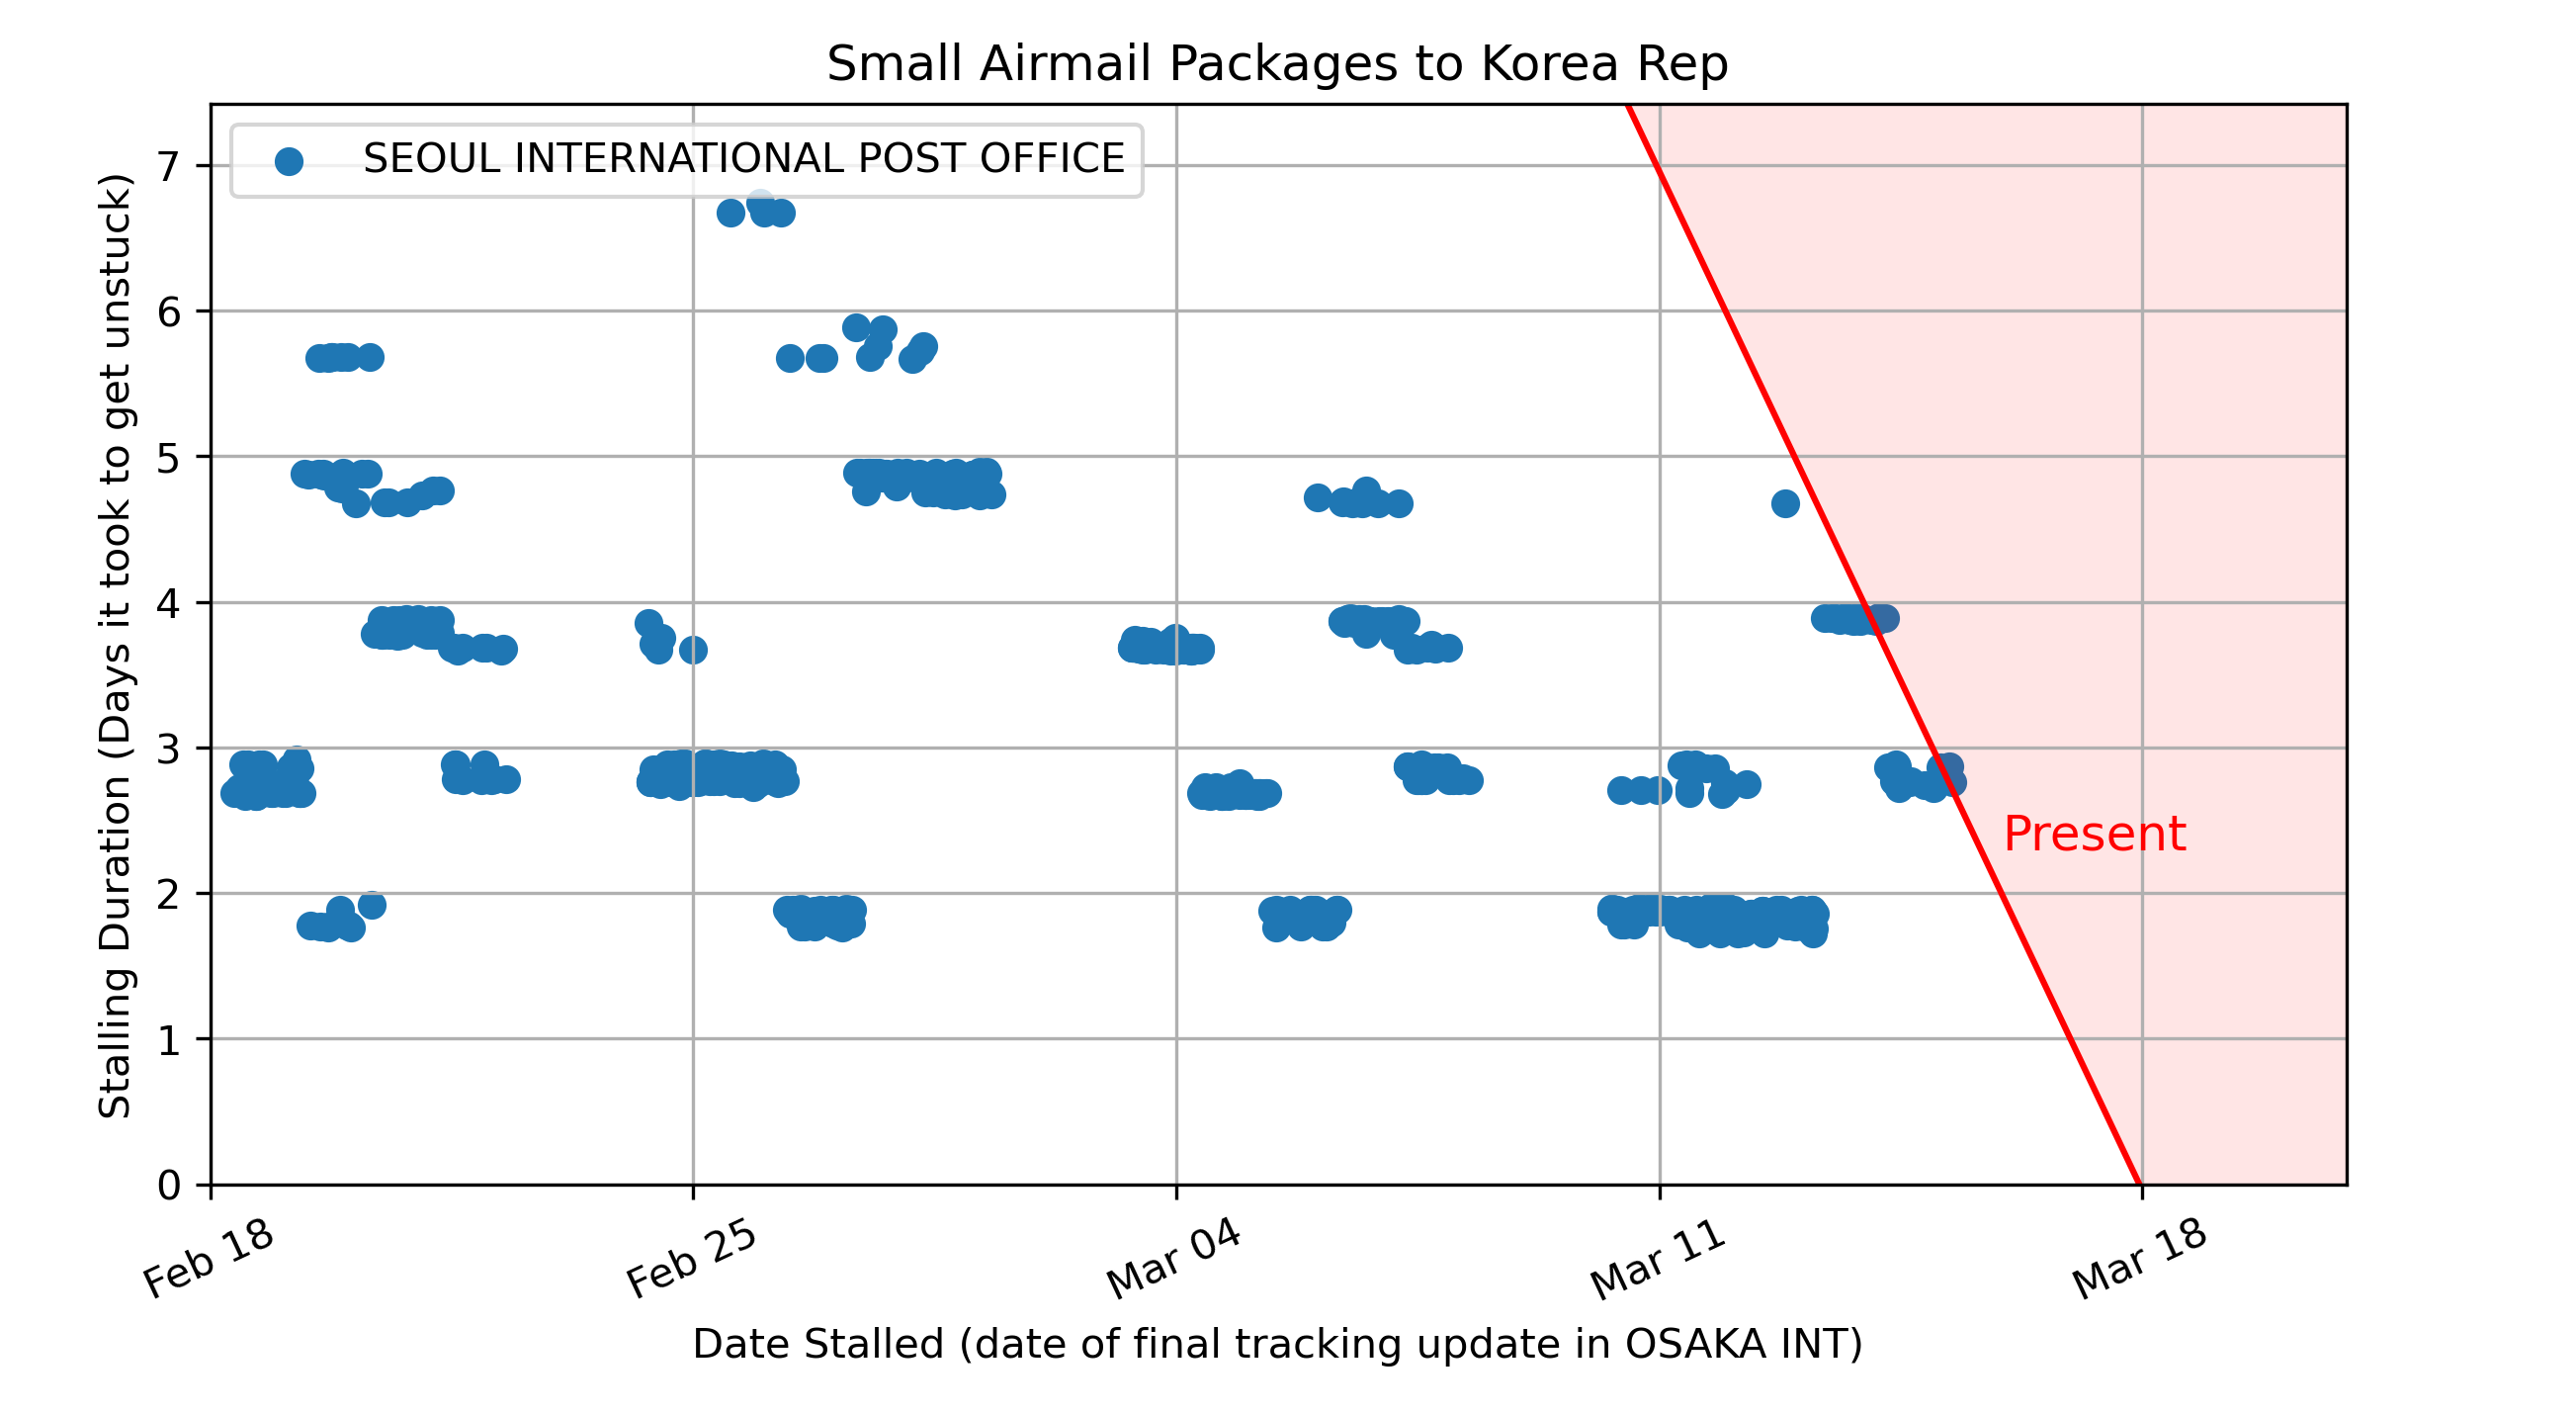 Small Airmail Packages to Korea Rep
SEOUL INTERNATIONAL POST OFFICE
Stalling Duration (Days it took to get unstuck)
7
6
5
4
3
2
1
0
Present
Feb 18
Feb 25
Mar 04
Mar 11
Mar 18
Date Stalled (date of final tracking update in OSAKA INT)